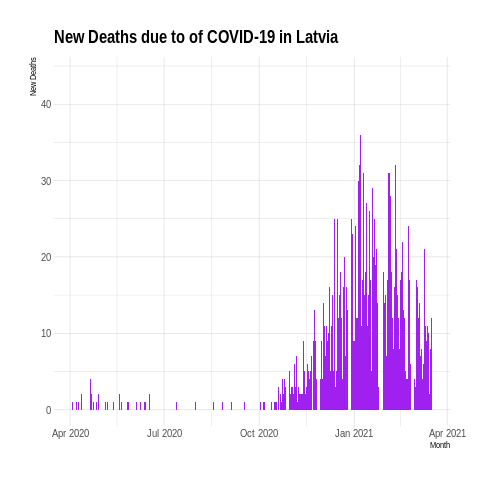 New Deaths due to of COVID-19 in Latvia
New Deaths
40
30
20
10
0
Apr 2020 Jul 2020 Oct 2020 Jan 2021 Apr 2021
Month